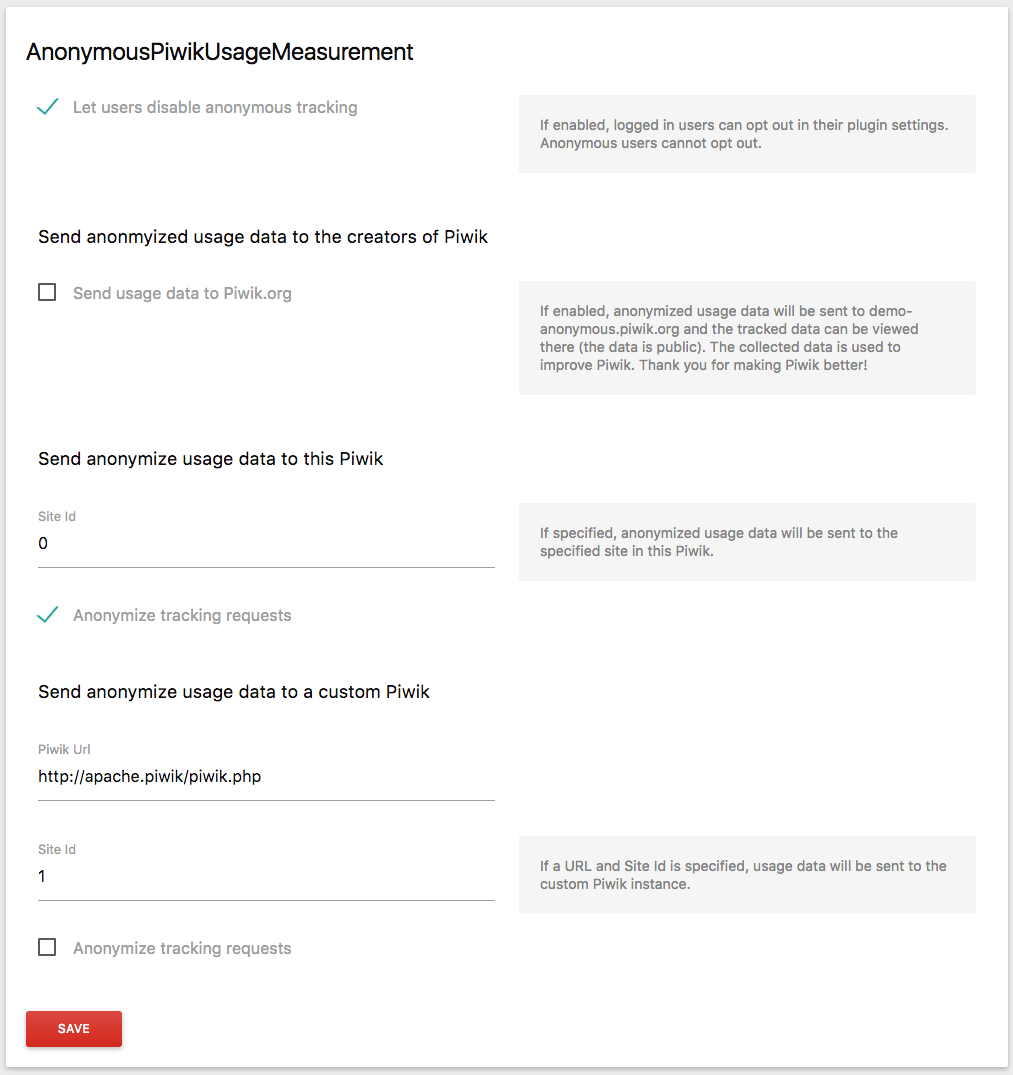 AnonymousPiwikUsageMeasurement
Let users disable anonymous tracking
If enabled, logged in users can opt out in their plugin settings.
Anonymous users cannot opt out.
Send anonmyized usage data to the creators of Piwik
Send usage data to Piwik.org
If enabled, anonymized usage data will be sent to demo-
anonymous.piwik.org and the tracked data can be viewed
there (the data is public). The collected data is used to
improve Piwik. Thank you for making Piwik better!
Send anonymize usage data to this Piwik
Site Id
0
If specified, anonymized usage data will be sent to the
specified site in this Piwik.
Anonymize tracking requests
Send anonymize usage data to a custom Piwik
Piwik Url
http://apache.piwik/piwik.php
Site Id
1
If a URL and Site Id is specified, usage data will be sent to the
custom Piwik instance.
Anonymize tracking requests
SAVE